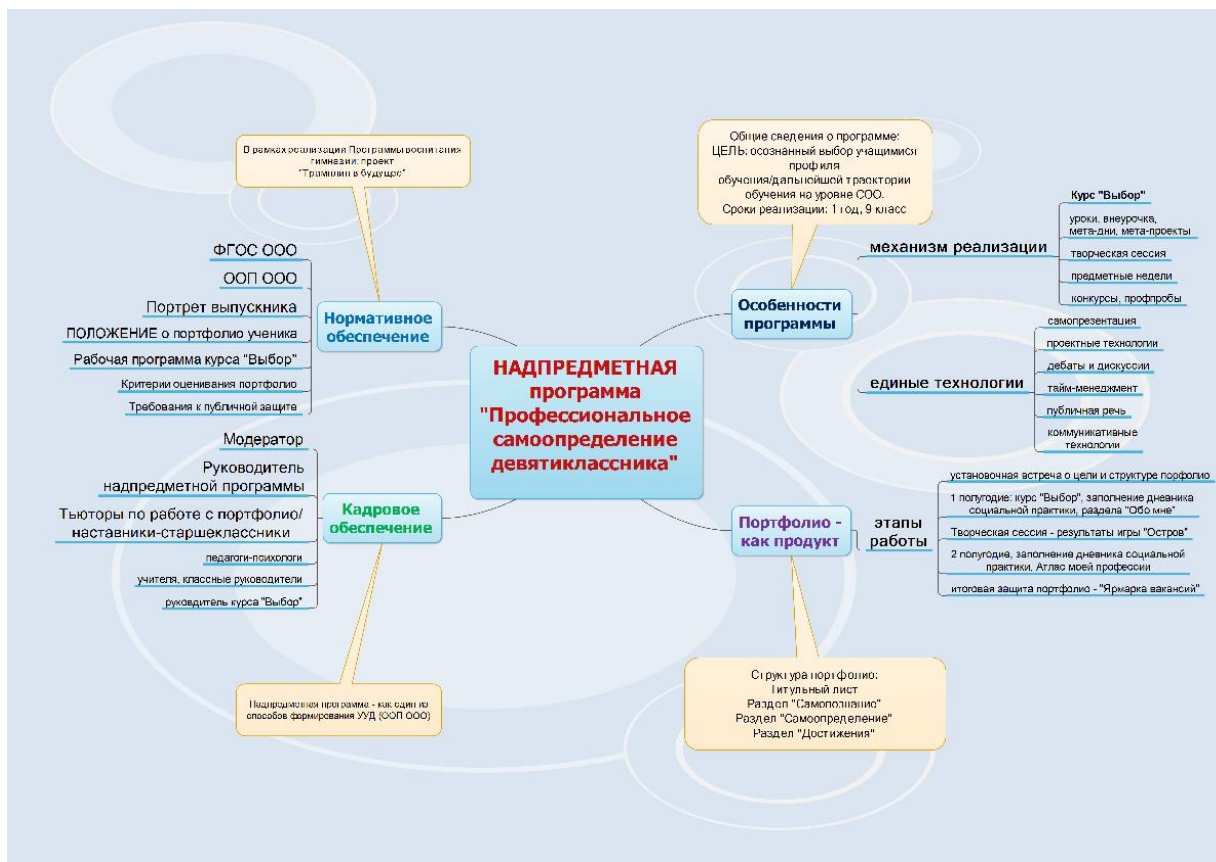 НАДПРЕДМЕТНАЯ
программа
"Профессиональное
самоопределение
девятиклассника"
В рамках реализации Программы воспитания
гимназии: проект
"Трамплин в будущее"
Нормативное
обеспечение
ФГОС ООО
ООП ООО
Портрет выпускника
ПОЛОЖЕНИЕ о портфолио ученика
Рабочая программа курса "Выбор"
Критерии оценивания портфолио
Требования к публичной защите
Кадровое
обеспечение
Модератор
Руководитель
надпредметной программы
Тьюторы по работе с портфолио/
наставники-старшеклассники
педагоги-психологи
учителя, классные руководители
руководитель курса "Выбор"
Надпредметная программа - как один из
способов формирования УУД (ООП ООО)
Общие сведения о программе:
ЦЕЛЬ: осознанный выбор учащимися
профиля
обучения/дальнейшей траектории
обучения на уровне СОО.
Сроки реализации: 1 год, 9 класс
Особенности
программы
механизм реализации
Курс "Выбор"
уроки, внеурочка,
мета-дни, мета-проекты
творческая сессия
предметные недели
конкурсы, профпробы
единые технологии
самопрезентация
проектные технологии
дебаты и дискуссии
тайм-менеджмент
публичная речь
коммуникативные
технологии
Портфолио -
как продукт
этапы
работы
установочная встреча о цели и структуре порфолио
1 полугодие: курс "Выбор", заполнение дневника
социальной практики, раздела "Обо мне"
Творческая сессия - результаты игры "Остров"
2 полугодие, заполнение дневника социальной
практики, Атлас моей профессии
итоговая защита портфолио - "Ярмарка вакансий"
Структура портфолио:
Титульный лист
Раздел "Самопознание"
Раздел "Самоопределение"
Раздел "Достижения"